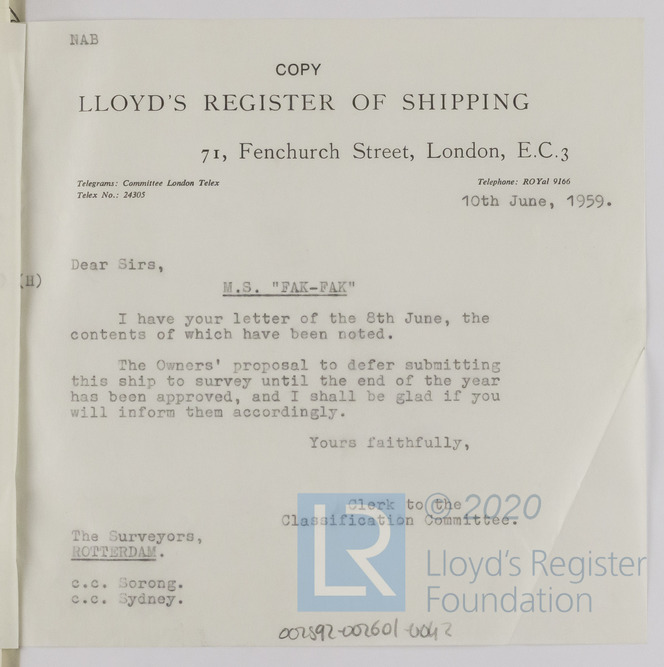 NAB
COPY
LLOYD'S REGISTER OF SHIPPING
71, Fenchurch Street, London, E.C.3
Telegrams: Committee London Telex
Telephone: ROYal 9166
Telex No.: 24305
10th June, 1959.
Dear Sirs,
(H)
M.S. "FAK-FAK"
I have your letter of the 8th June, the
contents of which have been noted.
The Owners' proposal to defer submitting
this ship to survey until the end of the year
has been approved, and I shall be glad if you
will inform them accordingly.
Yours faithfully,
Clerk to the
Classification Committee.
The Surveyors,
ROTTERDAM.
c.c. Sorong.
c.c. Sydney.
© 2020
LR
Lloyd's Register
Foundation
002592-002601-0042